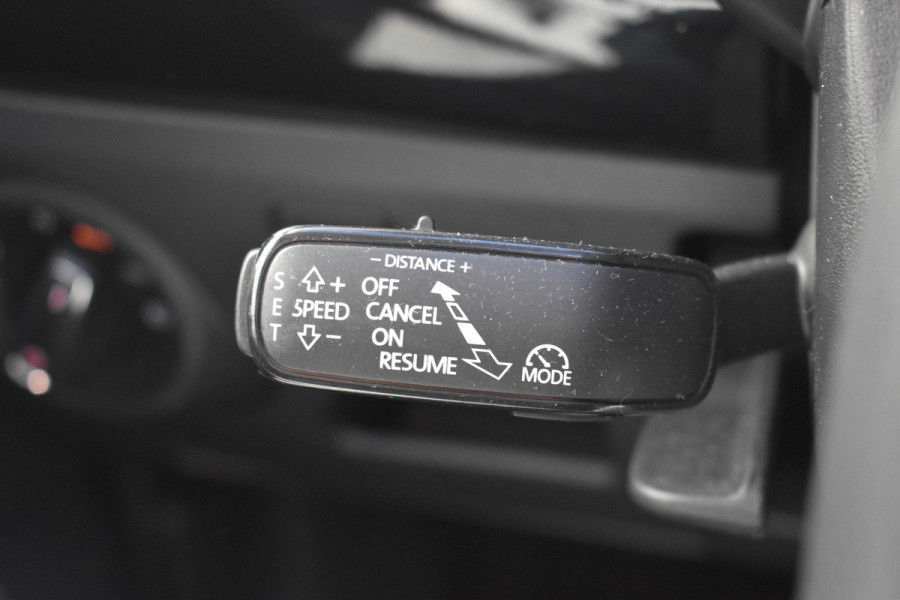 - DISTANCE +
S + OFF
E SPEED CANCEL
T - ON
RESUME
MODE